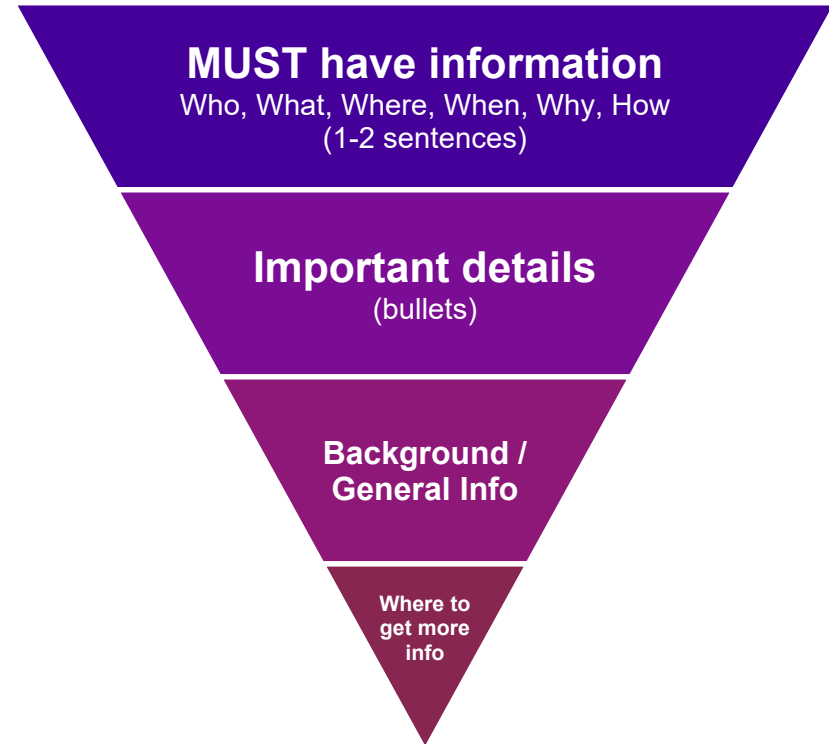 MUST have information
Who, What, Where, When, Why, How
(1-2 sentences)
Important details
(bullets)
Background /
General Info
Where to
get more
info